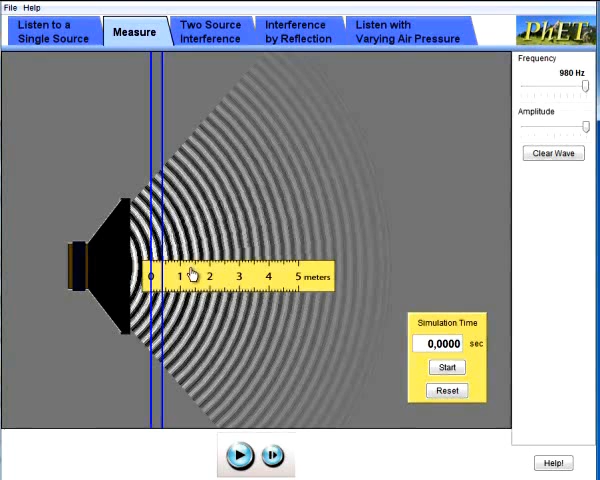 File Help
Listen to a
Single Source
Measure
Two Source
Interference
Interference
by Reflection
Listen with
Varying Air Pressure
PhET
Frequency
980 Hz
Amplitude
Clear Wave
0 1 2 3 4 5 meters
Simulation Time
0,0000 sec
Start
Reset
Help!